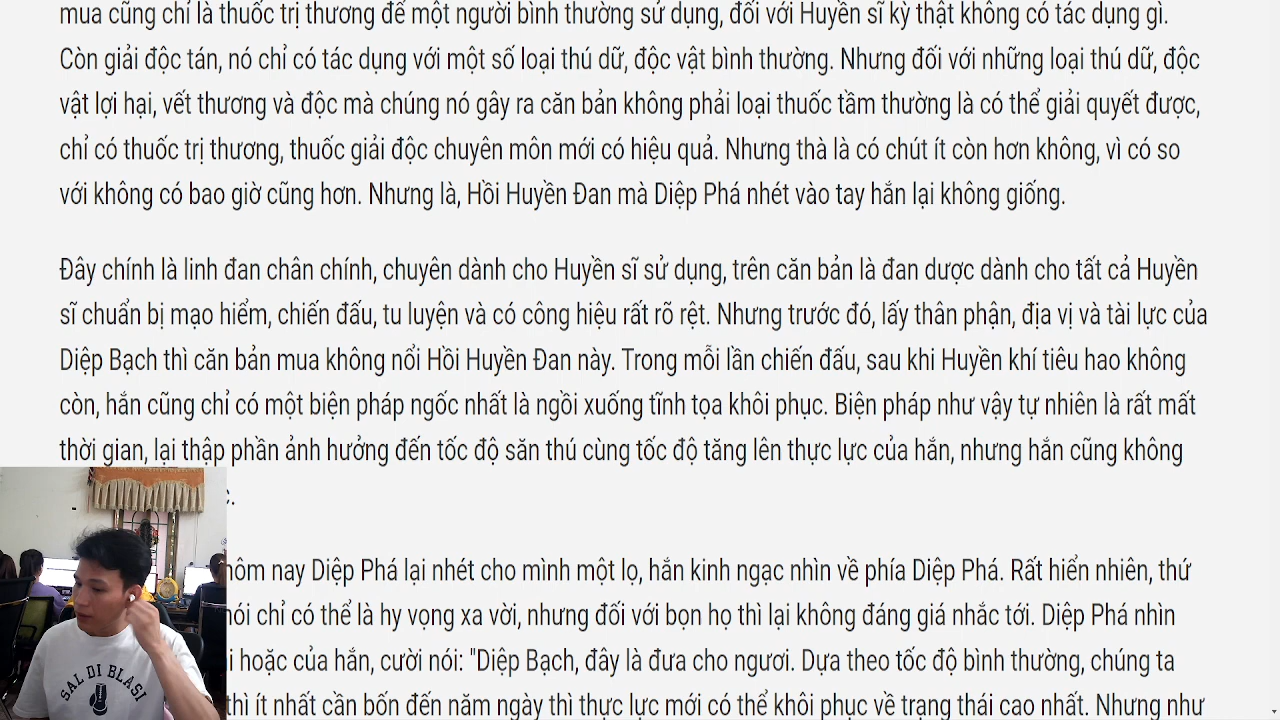 mua cũng chỉ là thuốc trị thương để một người bình thường sử dụng, đối với Huyền sĩ kỳ thật không có tác dụng gì.
Còn giải độc tán, nó chỉ có tác dụng với một số loại thú dữ, độc vật bình thường. Nhưng đối với những loại thú dữ, độc
vật lợi hại, vết thương và độc mà chúng nó gây ra căn bản không phải loại thuốc tầm thường là có thể giải quyết được,
chỉ có thuốc trị thương, thuốc giải độc chuyên môn mới có hiệu quả. Nhưng thà là có chút ít còn hơn không, vì có so
với không có bao giờ cũng hơn. Nhưng là, Hồi Huyền Đan mà Diệp Phá nhét vào tay hắn lại không giống.
Đây chính là linh đan chân chính, chuyên dành cho Huyền sĩ sử dụng, trên căn bản là đan dược dành cho tất cả Huyền
sĩ chuẩn bị mạo hiểm, chiến đấu, tu luyện và có công hiệu rất rõ rệt. Nhưng trước đó, lấy thân phận, địa vị và tài lực của
Diệp Bạch thì căn bản mua không nổi Hồi Huyền Đan này. Trong mỗi lần chiến đấu, sau khi Huyền khí tiêu hao không
còn, hắn cũng chỉ có một biện pháp ngốc nhất là ngồi xuống tĩnh tọa khôi phục. Biện pháp như vậy tự nhiên là rất mất
thời gian, lại thập phần ảnh hưởng đến tốc độ săn thú cùng tốc độ tăng lên thực lực của hắn, nhưng hắn cũng không
c.
hôm nay Diệp Phá lại nhét cho mình một lọ, hắn kinh ngạc nhìn về phía Diệp Phá. Rất hiển nhiên, thứ
nói chỉ có thể là hy vọng xa vời, nhưng đối với bọn họ thì lại không đáng giá nhắc tới. Diệp Phá nhìn
i hoặc của hắn, cười nói: "Diệp Bạch, đây là đưa cho ngươi. Dựa theo tốc độ bình thường, chúng ta
thì ít nhất cần bốn đến năm ngày thì thực lực mới có thể khôi phục về trạng thái cao nhất. Nhưng như
SAL DI BLASI